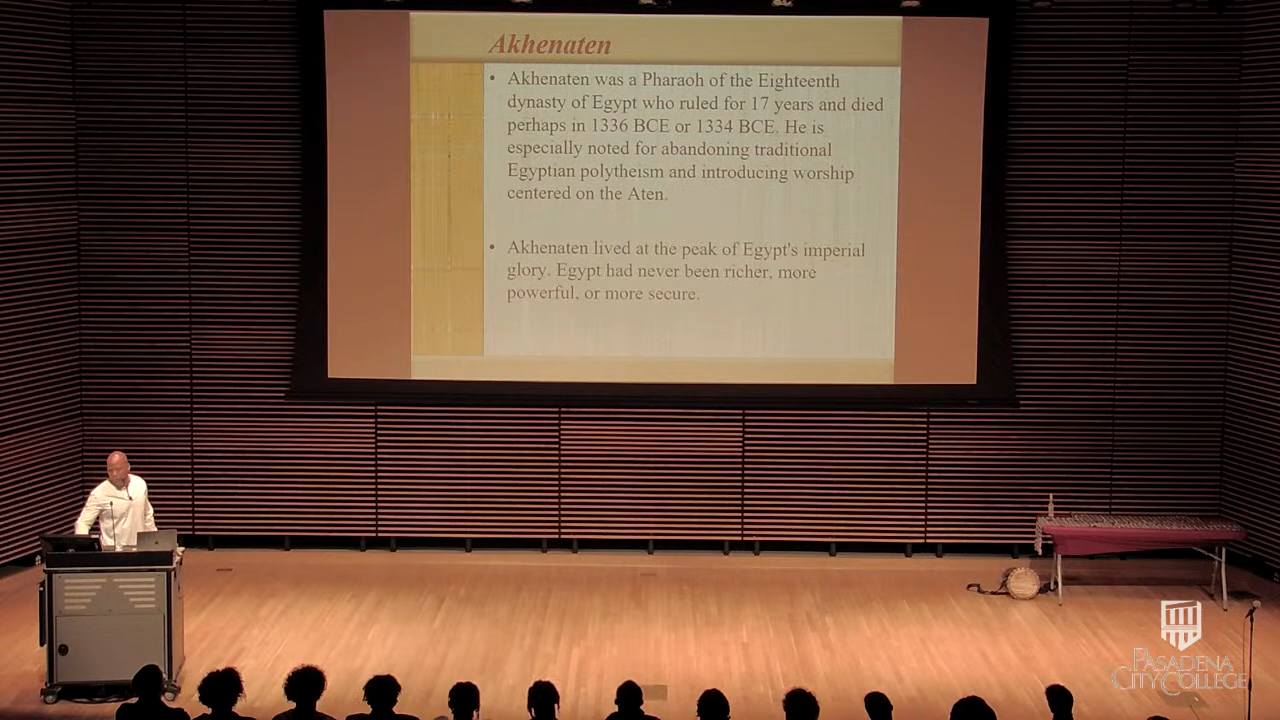 Akhenaten
• Akhenaten was a Pharaoh of the Eighteenth
dynasty of Egypt who ruled for 17 years and died
perhaps in 1336 BCE or 1334 BCE. He is
especially noted for abandoning traditional
Egyptian polytheism and introducing worship
centered on the Aten.
• Akhenaten lived at the peak of Egypt's imperial
glory. Egypt had never been richer, more
powerful, or more secure.
PASADENA
CITY COLLEGE